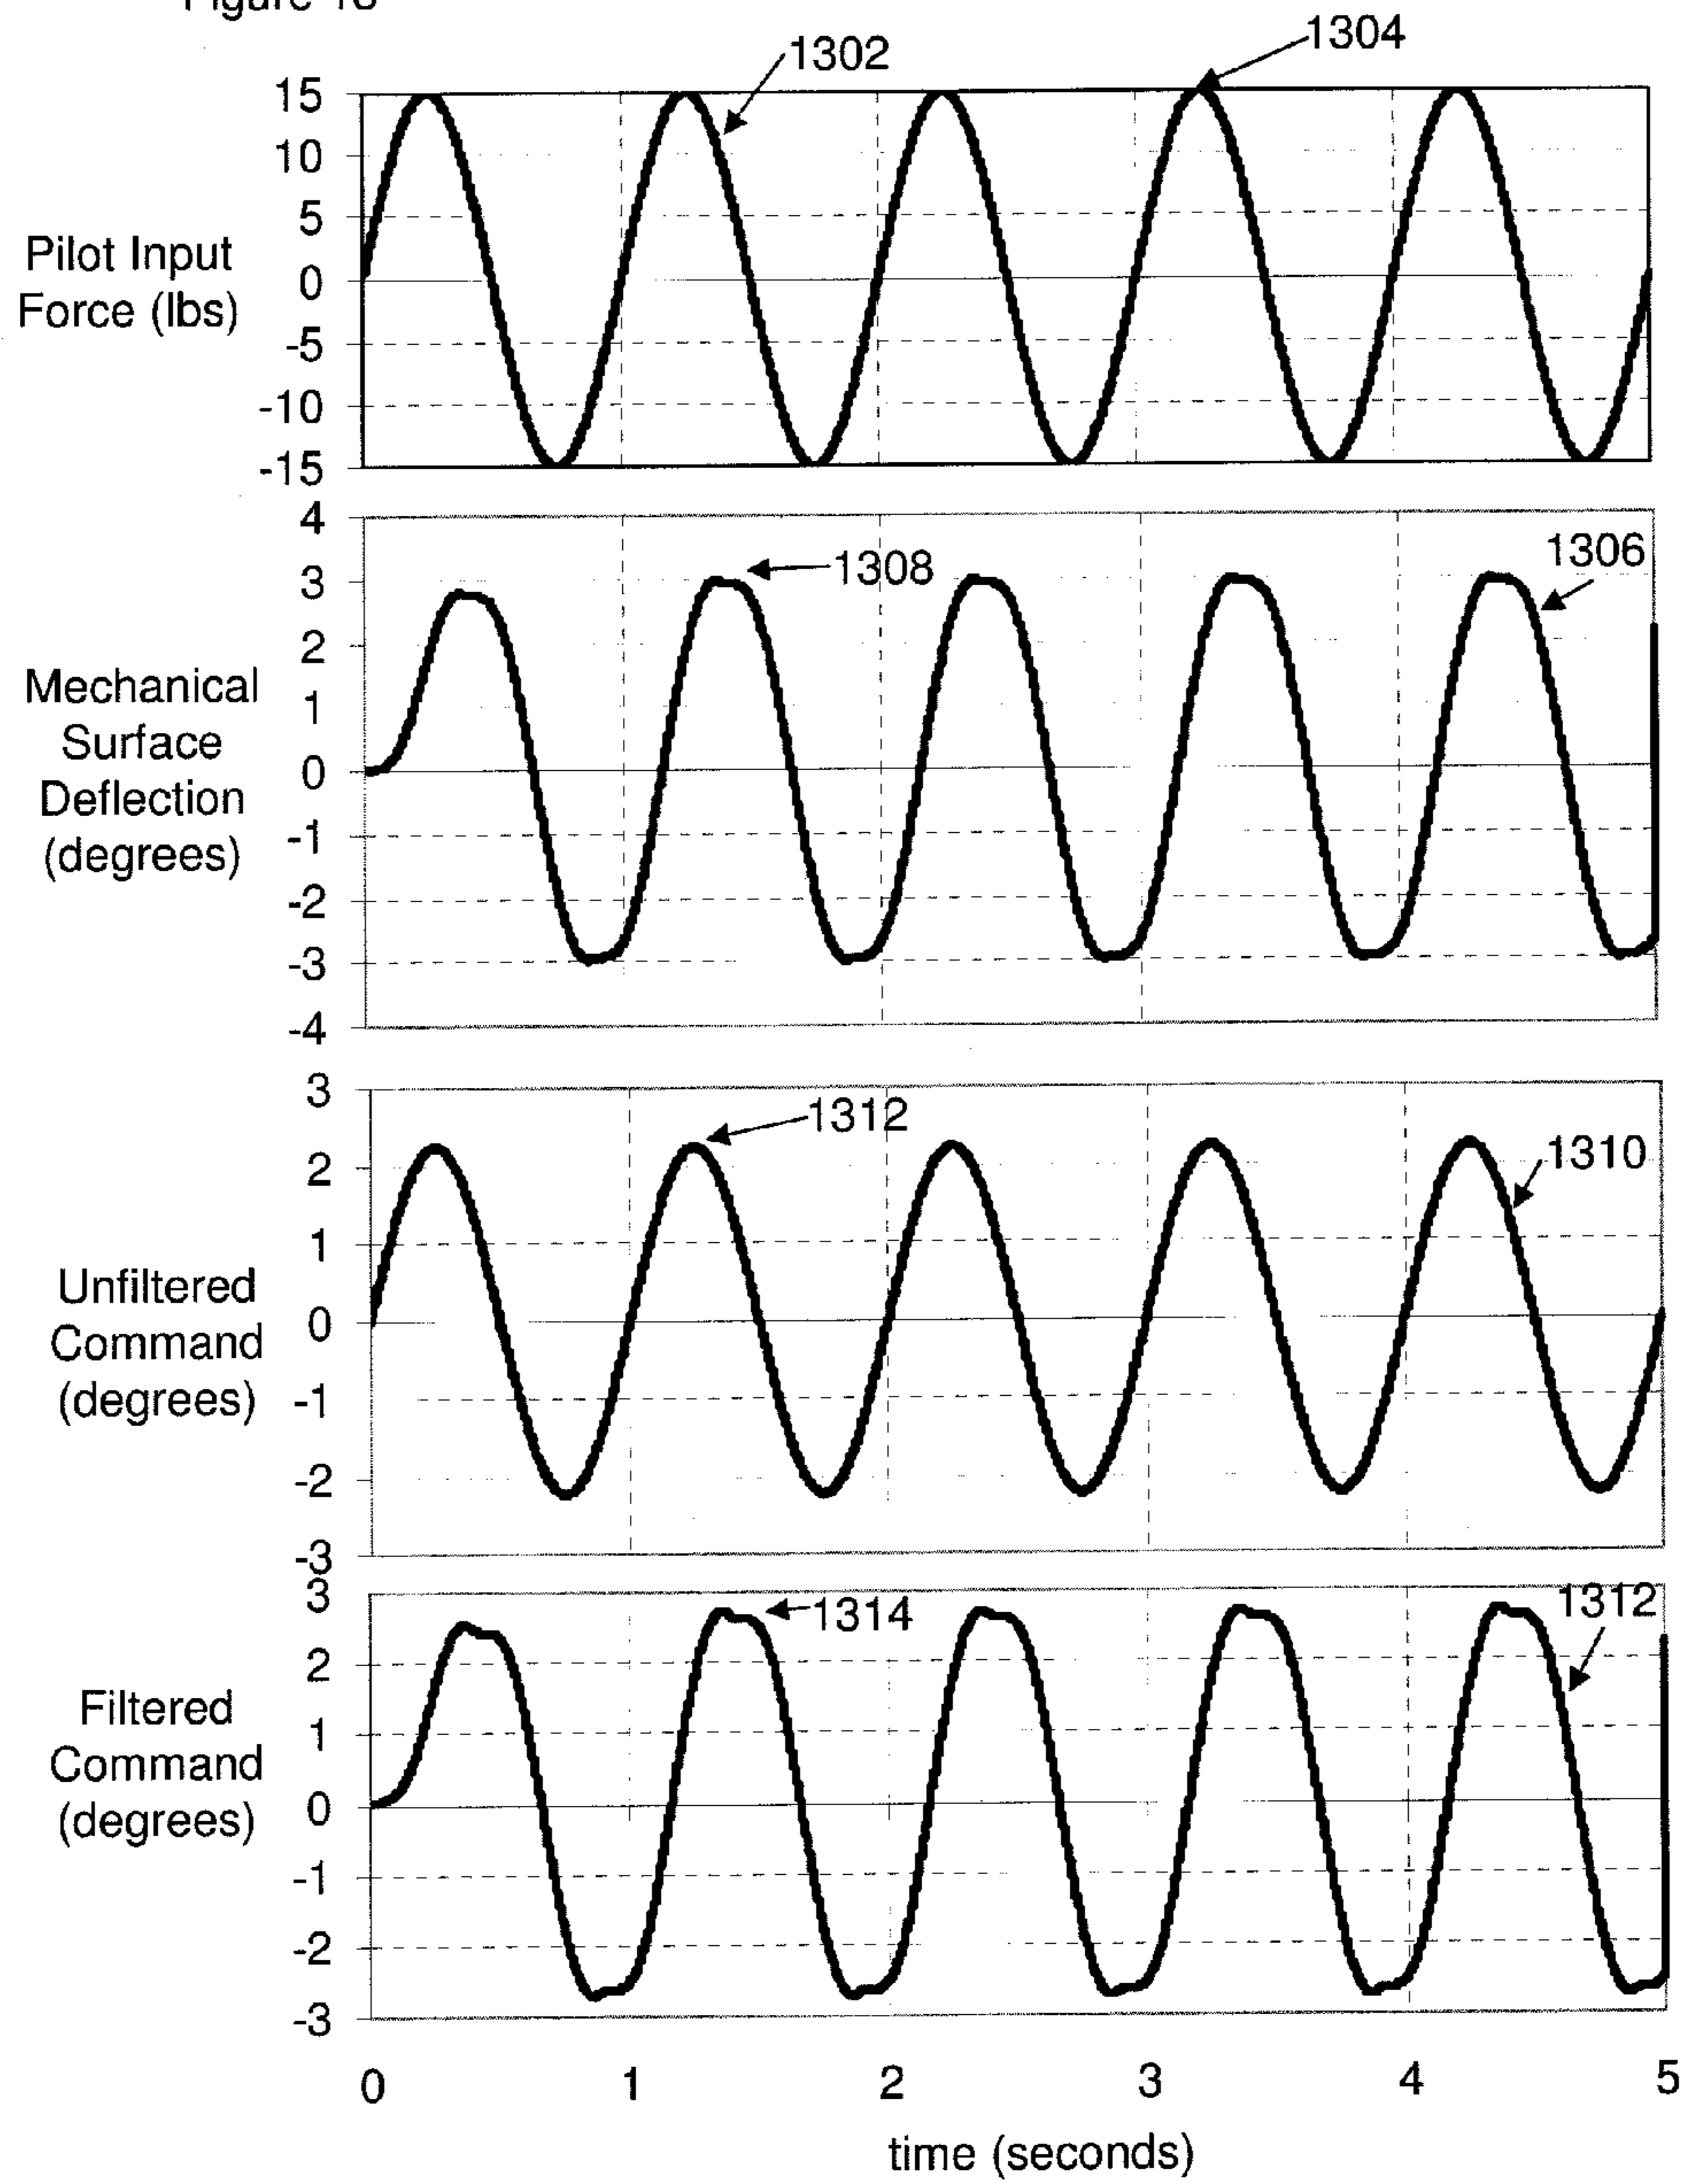 1302
1304
15
10
5
0
-5
-10
-15
Pilot Input
Force (lbs)
4
3
2
1
0
-1
-2
-3
-4
1308
1306
Mechanical
Surface
Deflection
(degrees)
3
2
1
0
-1
-2
-3
1312
1310
Unfiltered
Command
(degrees)
3
2
1
0
-1
-2
-3
1314
1312
Filtered
Command
(degrees)
0 1 2 3 4 5
time (seconds)